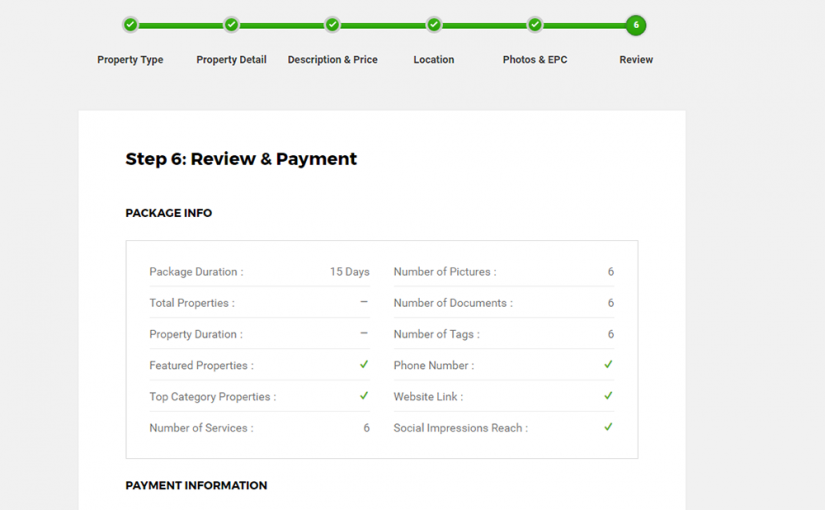 6
Property Type Property Detail Description & Price Location Photos & EPC Review
Step 6: Review & Payment
PACKAGE INFO
Package Duration : 15 Days Number of Pictures : 6
Total Properties : – Number of Documents : 6
Property Duration : – Number of Tags : 6
Featured Properties : ✓ Phone Number : ✓
Top Category Properties : ✓ Website Link : ✓
Number of Services : 6 Social Impressions Reach : ✓
PAYMENT INFORMATION